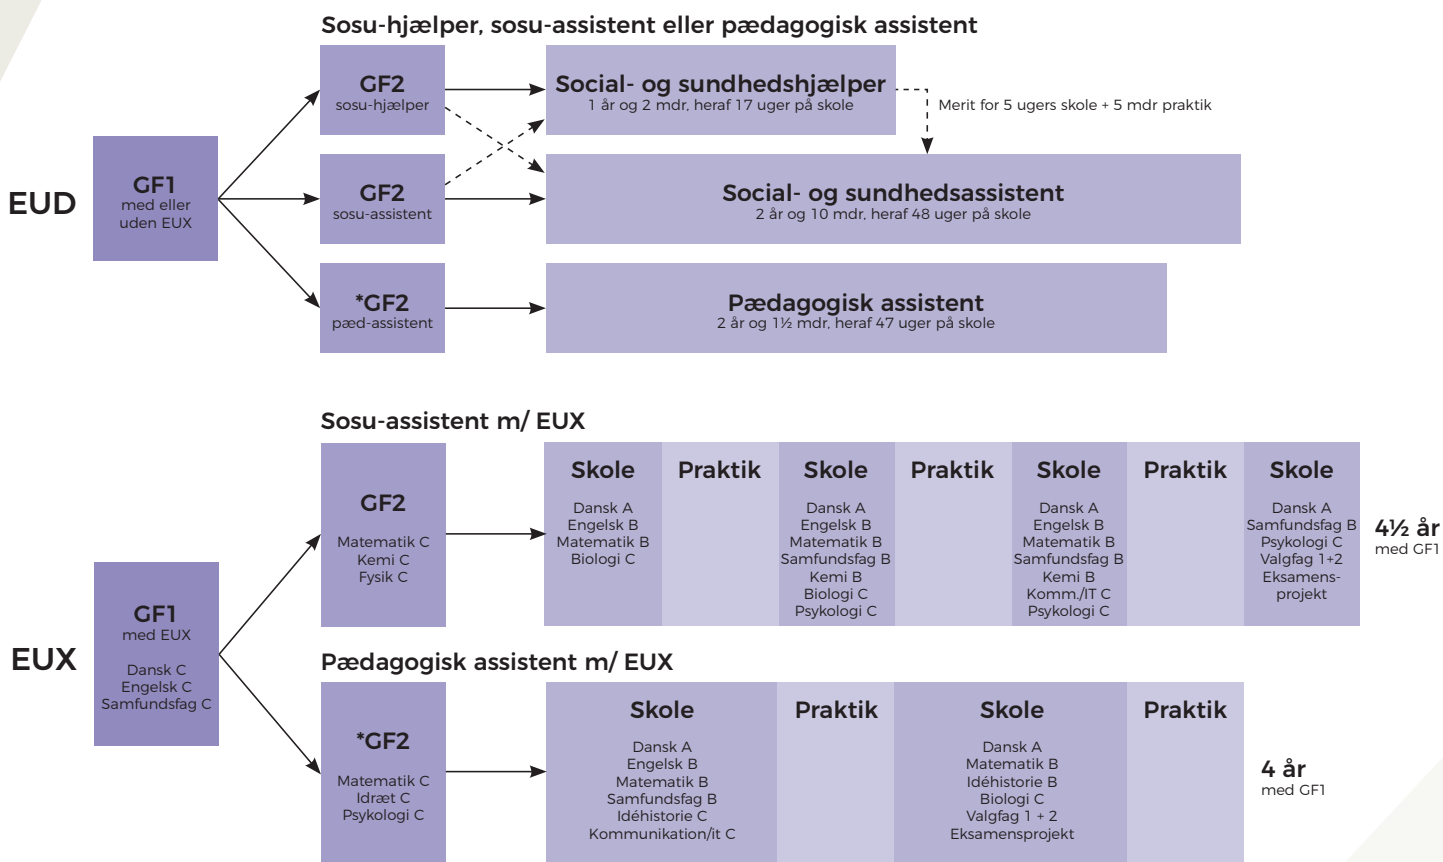 Sosu-hjælper, sosu-assistent eller pædagogisk assistent
EUD
GF1
med eller
uden EUX
GF2
sosu-hjælper
Social- og sundhedshjælper
1 år og 2 mdr, heraf 17 uger på skole
Merit for 5 ugers skole + 5 mdr praktik
GF2
sosu-assistent
Social- og sundhedsassistent
2 år og 10 mdr, heraf 48 uger på skole
*GF2
pæd-assistent
Pædagogisk assistent
2 år og 1½ mdr, heraf 47 uger på skole
EUX
GF1
med EUX
Dansk C
Engelsk C
Samfundsfag C
Sosu-assistent m/ EUX
GF2
Matematik C
Kemi C
Fysik C
Skole
Dansk A
Engelsk B
Matematik B
Biologi C
Praktik
Skole
Dansk A
Engelsk B
Matematik B
Samfundsfag B
Kemi B
Biologi C
Psykologi C
Praktik
Skole
Dansk A
Engelsk B
Matematik B
Samfundsfag B
Kemi B
Komm./IT C
Psykologi C
Praktik
Skole
Dansk A
Samfundsfag B
Psykologi C
Valgfag 1+2
Eksamens-
projekt
4½ år
med GF1
Pædagogisk assistent m/ EUX
*GF2
Matematik C
Idræt C
Psykologi C
Skole
Dansk A
Engelsk B
Matematik B
Samfundsfag B
Idéhistorie C
Kommunikation/it C
Praktik
Skole
Dansk A
Matematik B
Idéhistorie B
Biologi C
Valgfag 1 + 2
Eksamensprojekt
Praktik
4 år
med GF1